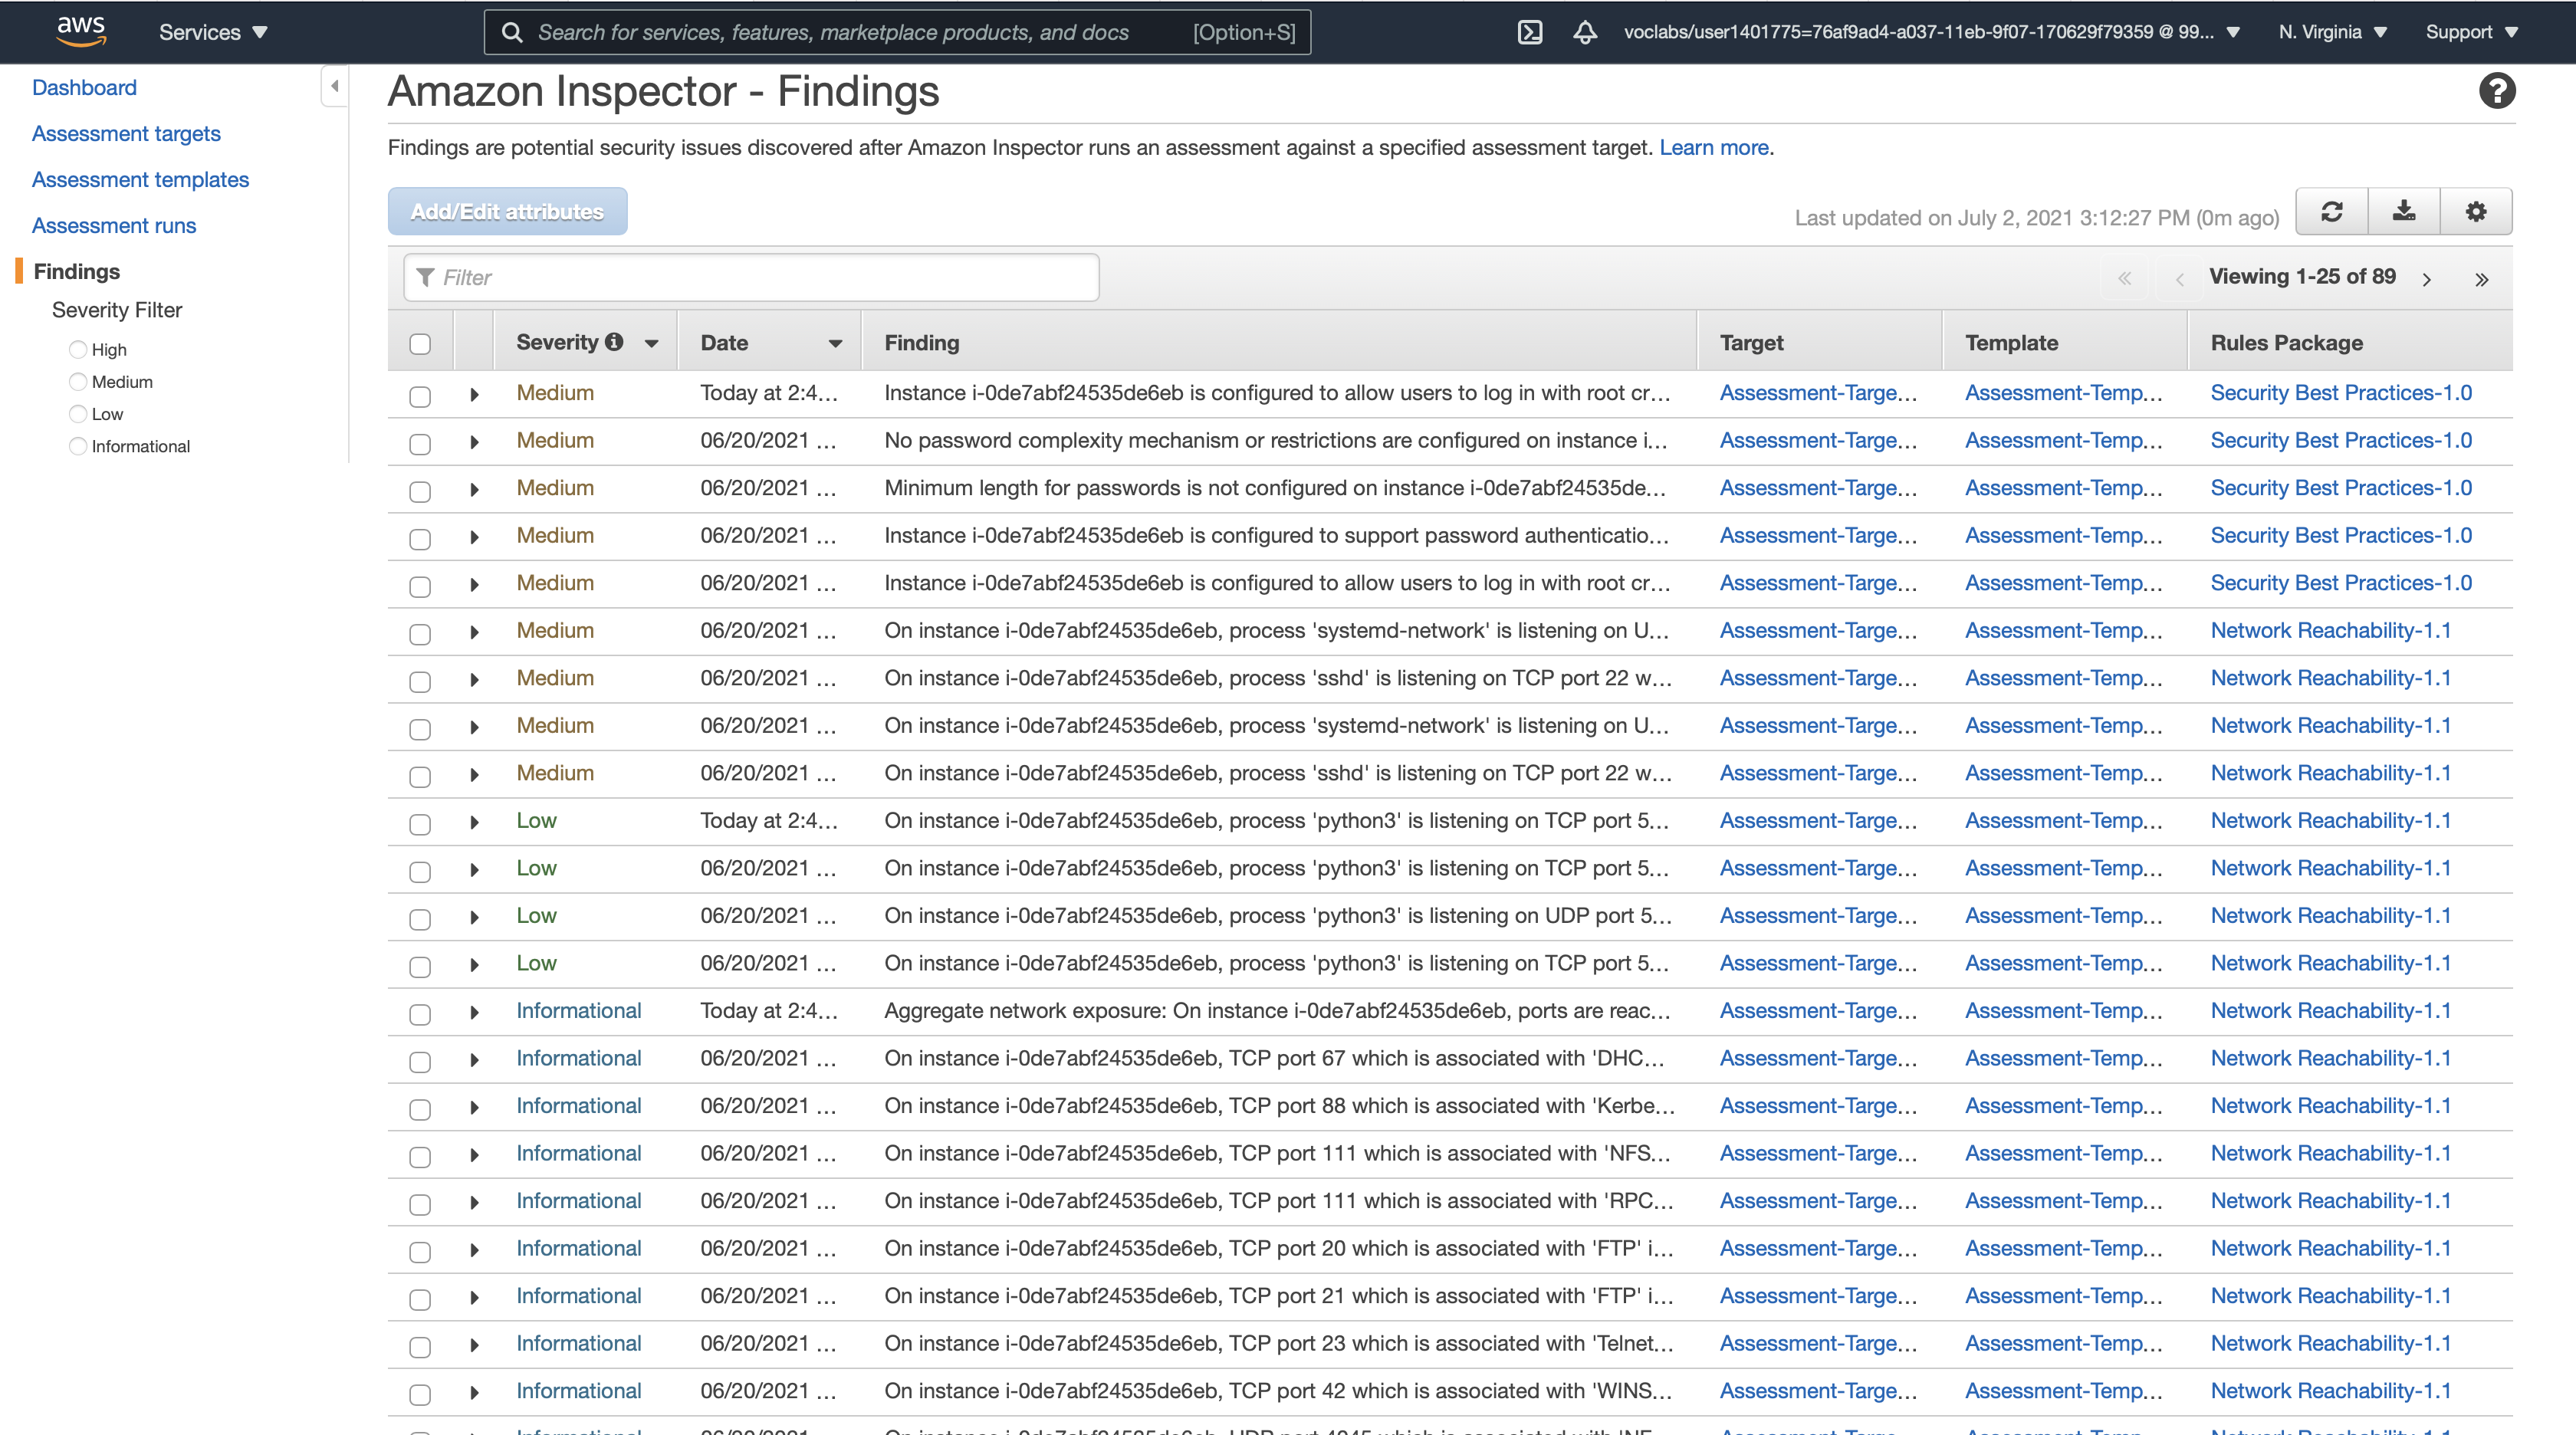 aws Services Search for services, features, marketplace products, and docs [Option+S] voclabs/user1401775=76af9ad4-a037-11eb-9f07-170629f79359 @ 99... N. Virginia Support
Dashboard
Assessment targets
Assessment templates
Assessment runs
Findings
Severity Filter
High
Medium
Low
Informational
Amazon Inspector - Findings
Findings are potential security issues discovered after Amazon Inspector runs an assessment against a specified assessment target. Learn more.
Add/Edit attributes
Last updated on July 2, 2021 3:12:27 PM (0m ago)
Filter
Viewing 1-25 of 89
Severity Date Finding Target Template Rules Package
Medium Today at 2:4... Instance i-0de7abf24535de6eb is configured to allow users to log in with root cr... Assessment-Targe... Assessment-Temp... Security Best Practices-1.0
Medium 06/20/2021 ... No password complexity mechanism or restrictions are configured on instance i... Assessment-Targe... Assessment-Temp... Security Best Practices-1.0
Medium 06/20/2021 ... Minimum length for passwords is not configured on instance i-0de7abf24535de... Assessment-Targe... Assessment-Temp... Security Best Practices-1.0
Medium 06/20/2021 ... Instance i-0de7abf24535de6eb is configured to support password authenticatio... Assessment-Targe... Assessment-Temp... Security Best Practices-1.0
Medium 06/20/2021 ... Instance i-0de7abf24535de6eb is configured to allow users to log in with root cr... Assessment-Targe... Assessment-Temp... Security Best Practices-1.0
Medium 06/20/2021 ... On instance i-0de7abf24535de6eb, process 'systemd-network' is listening on U... Assessment-Targe... Assessment-Temp... Network Reachability-1.1
Medium 06/20/2021 ... On instance i-0de7abf24535de6eb, process 'sshd' is listening on TCP port 22 w... Assessment-Targe... Assessment-Temp... Network Reachability-1.1
Medium 06/20/2021 ... On instance i-0de7abf24535de6eb, process 'systemd-network' is listening on U... Assessment-Targe... Assessment-Temp... Network Reachability-1.1
Medium 06/20/2021 ... On instance i-0de7abf24535de6eb, process 'sshd' is listening on TCP port 22 w... Assessment-Targe... Assessment-Temp... Network Reachability-1.1
Low Today at 2:4... On instance i-0de7abf24535de6eb, process 'python3' is listening on TCP port 5... Assessment-Targe... Assessment-Temp... Network Reachability-1.1
Low 06/20/2021 ... On instance i-0de7abf24535de6eb, process 'python3' is listening on TCP port 5... Assessment-Targe... Assessment-Temp... Network Reachability-1.1
Low 06/20/2021 ... On instance i-0de7abf24535de6eb, process 'python3' is listening on UDP port 5... Assessment-Targe... Assessment-Temp... Network Reachability-1.1
Low 06/20/2021 ... On instance i-0de7abf24535de6eb, process 'python3' is listening on TCP port 5... Assessment-Targe... Assessment-Temp... Network Reachability-1.1
Informational Today at 2:4... Aggregate network exposure: On instance i-0de7abf24535de6eb, ports are reac... Assessment-Targe... Assessment-Temp... Network Reachability-1.1
Informational 06/20/2021 ... On instance i-0de7abf24535de6eb, TCP port 67 which is associated with 'DHC... Assessment-Targe... Assessment-Temp... Network Reachability-1.1
Informational 06/20/2021 ... On instance i-0de7abf24535de6eb, TCP port 88 which is associated with 'Kerbe... Assessment-Targe... Assessment-Temp... Network Reachability-1.1
Informational 06/20/2021 ... On instance i-0de7abf24535de6eb, TCP port 111 which is associated with 'NFS... Assessment-Targe... Assessment-Temp... Network Reachability-1.1
Informational 06/20/2021 ... On instance i-0de7abf24535de6eb, TCP port 111 which is associated with 'RPC... Assessment-Targe... Assessment-Temp... Network Reachability-1.1
Informational 06/20/2021 ... On instance i-0de7abf24535de6eb, TCP port 20 which is associated with 'FTP' i... Assessment-Targe... Assessment-Temp... Network Reachability-1.1
Informational 06/20/2021 ... On instance i-0de7abf24535de6eb, TCP port 21 which is associated with 'FTP' i... Assessment-Targe... Assessment-Temp... Network Reachability-1.1
Informational 06/20/2021 ... On instance i-0de7abf24535de6eb, TCP port 23 which is associated with 'Telnet... Assessment-Targe... Assessment-Temp... Network Reachability-1.1
Informational 06/20/2021 ... On instance i-0de7abf24535de6eb, TCP port 42 which is associated with 'WINS... Assessment-Targe... Assessment-Temp... Network Reachability-1.1